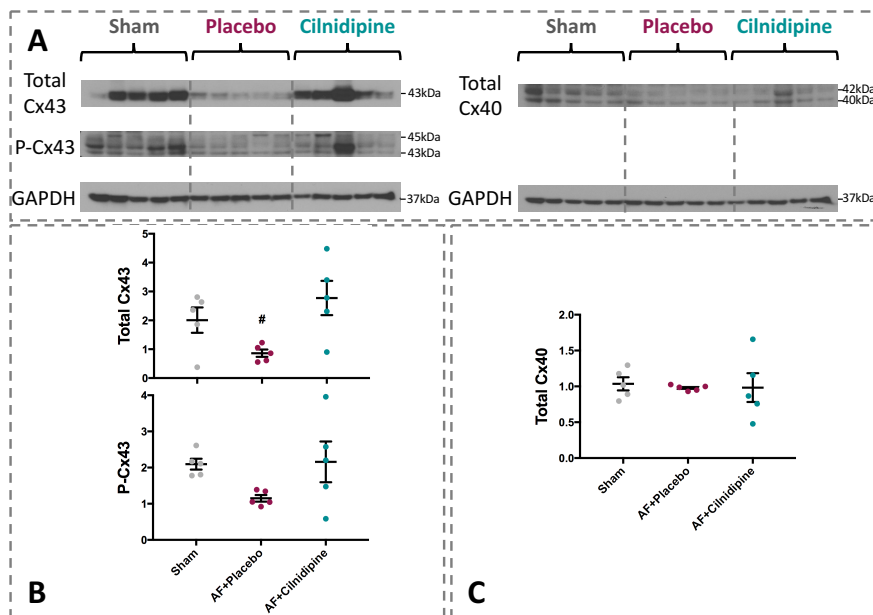 A
Sham Placebo Cilnidipine
Total
Cx43
43kDa
P-Cx43
45kDa
43kDa
GAPDH
37kDa
Sham Placebo Cilnidipine
Total
Cx40
42kDa
40kDa
GAPDH
37kDa
Total Cx43
5
4
3
2
1
0
#
P-Cx43
4
3
2
1
0
Sham
AF+Placebo
AF+Cilnidipine
B
Total Cx40
2.0
1.5
1.0
0.5
0.0
Sham
AF+Placebo
AF+Cilnidipine
C